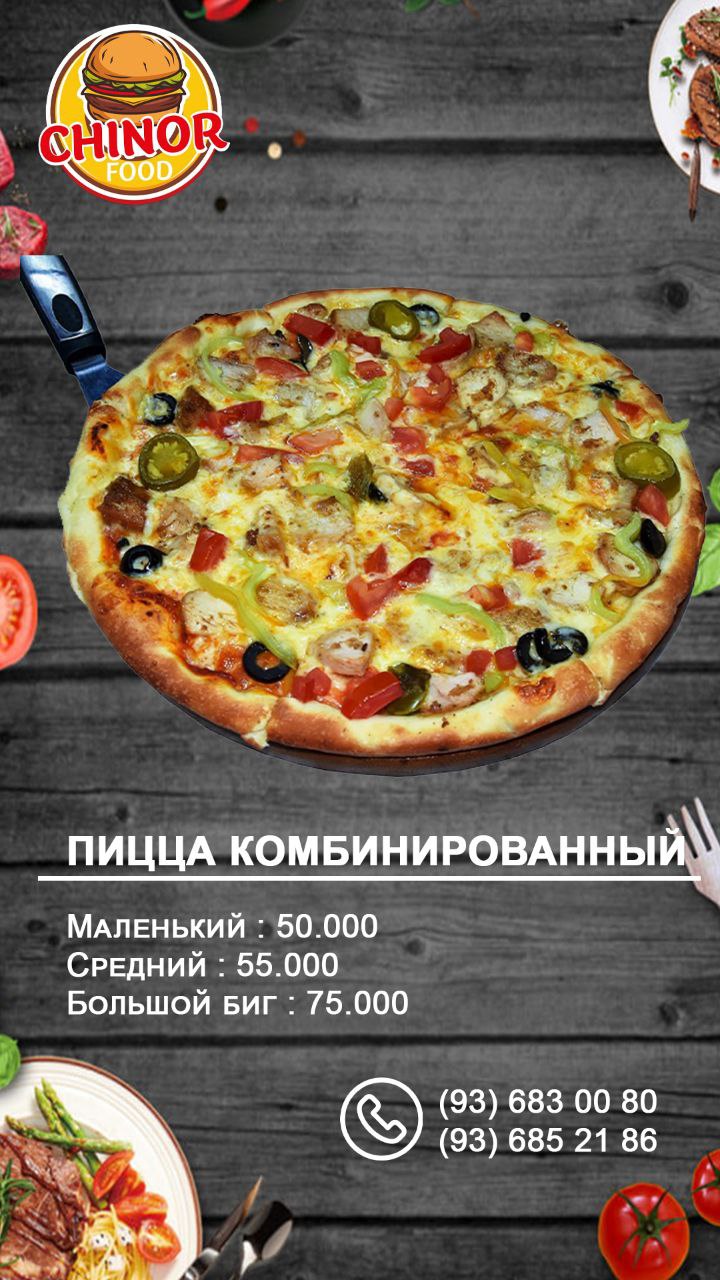 CHINOR
FOOD
ПИЦЦА КОМБИНИРОВАННЫЙ
Маленький : 50.000
Средний : 55.000
Большой биг : 75.000
(93) 683 00 80
(93) 685 21 86